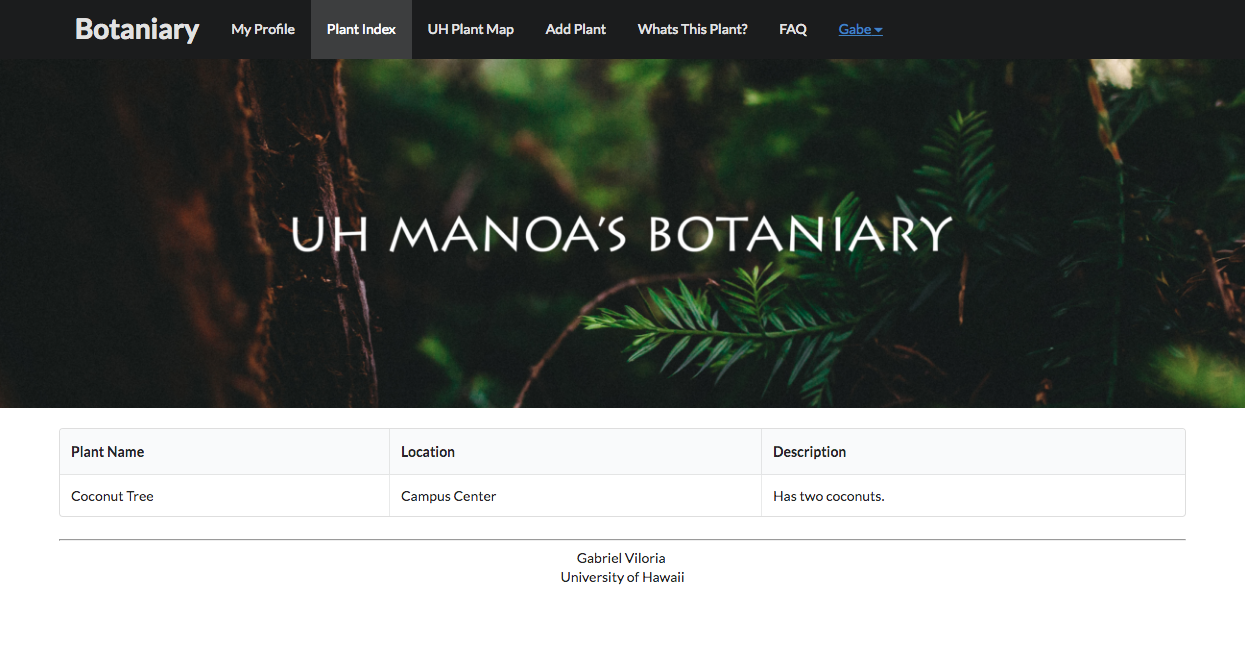 Botaniary My Profile Plant Index UH Plant Map Add Plant Whats This Plant? FAQ Gabe
UH MANOA'S BOTANIARY
Plant Name Location Description
Coconut Tree Campus Center Has two coconuts.
Gabriel Viloria
University of Hawaii